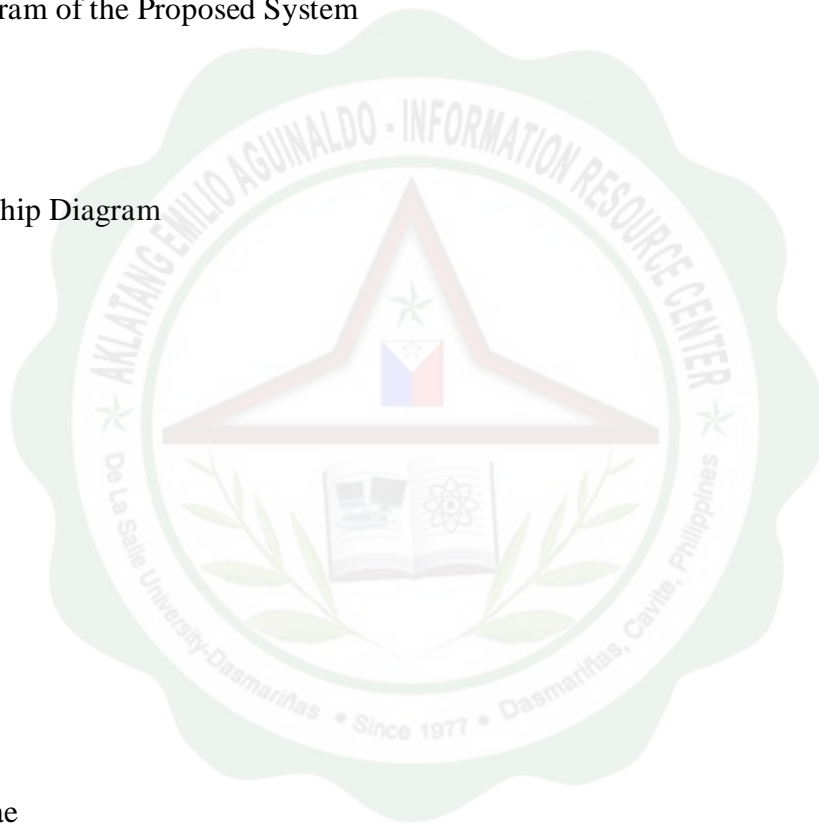 ram of the Proposed System
hip Diagram
AKLATANG EMILIO AGUINALDO - INFORMATION RESOURCE CENTER
De La Salle University-Dasmariñas • Since 1977 • Dasmariñas, Cavite, Philippines
ae